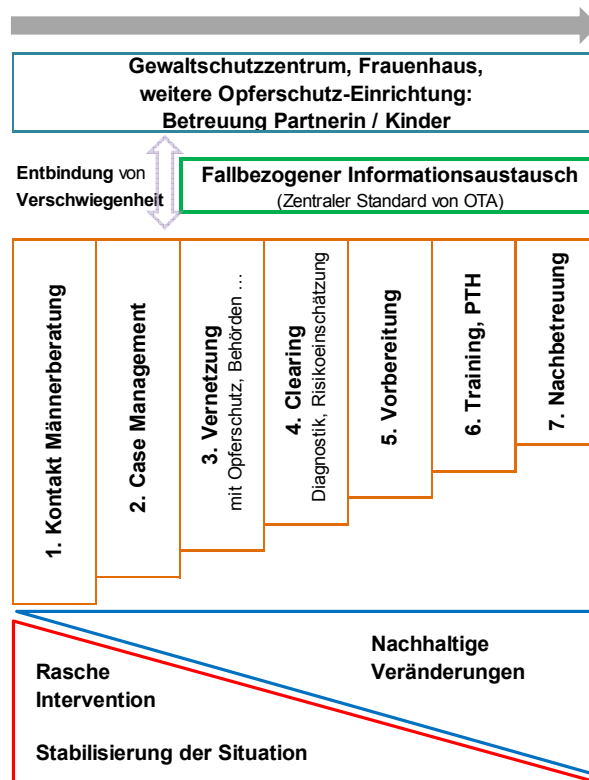 Gewaltschutzzentrum, Frauenhaus,
weitere Opferschutz-Einrichtung:
Betreuung Partnerin / Kinder
Entbindung von
Verschwiegenheit
Fallbezogener Informationsaustausch
(Zentraler Standard von OTA)
1. Kontakt Männerberatung
2. Case Management
3. Vernetzung
mit Opferschutz, Behörden ...
4. Clearing
Diagnostik, Risikoeinschätzung
5. Vorbereitung
6. Training, PTH
7. Nachbetreuung
Nachhaltige
Veränderungen
Rasche
Intervention
Stabilisierung der Situation